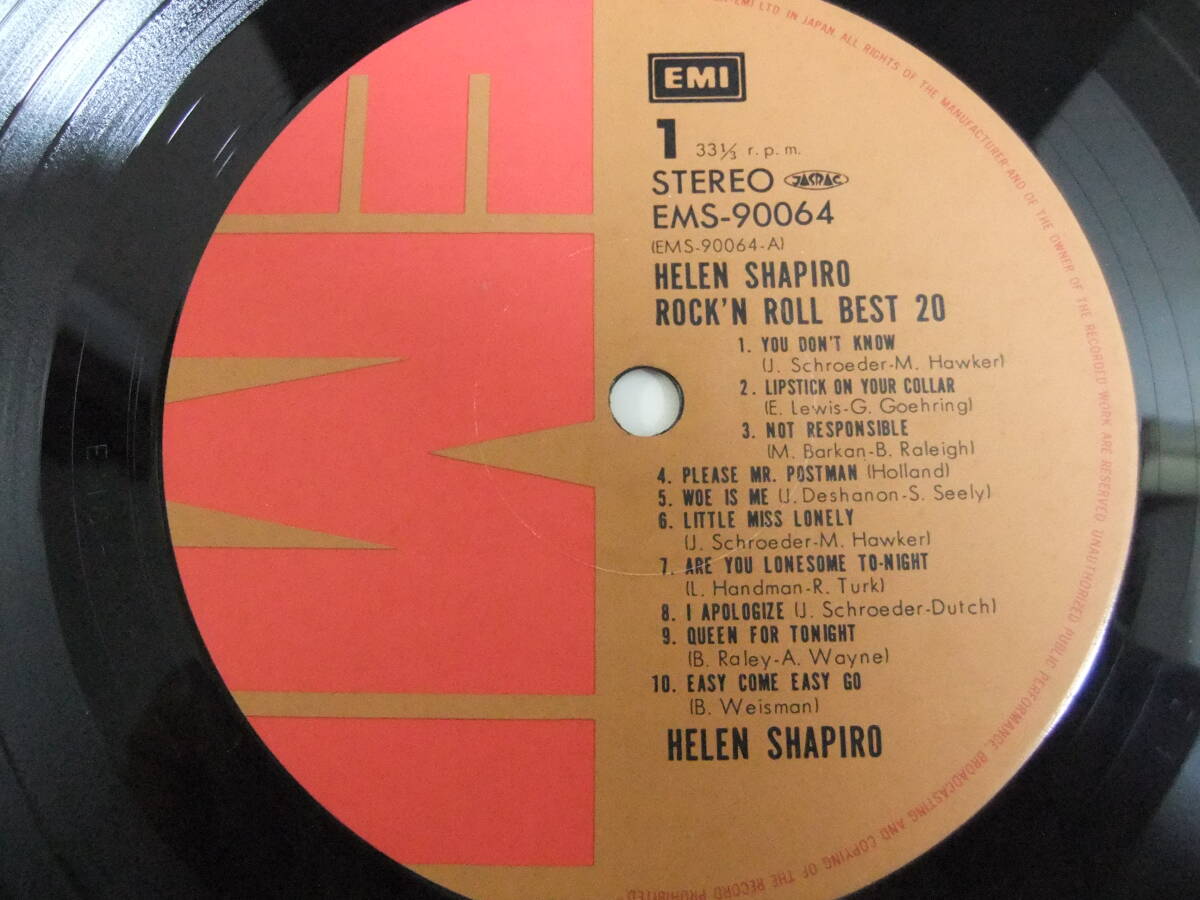 EMI
1 33⅓ r.p.m.
STEREO JASRAC
EMS-90064
(EMS-90064-A)
HELEN SHAPIRO
ROCK'N ROLL BEST 20
1. YOU DON'T KNOW
(J. Schroeder-M. Hawker)
2. LIPSTICK ON YOUR COLLAR
(E. Lewis-G. Goehring)
3. NOT RESPONSIBLE
(M. Barkan-B. Raleigh)
4. PLEASE MR. POSTMAN (Holland)
5. WOE IS ME (J. Deshanon-S. Seely)
6. LITTLE MISS LONELY
(J. Schroeder-M. Hawker)
7. ARE YOU LONESOME TO-NIGHT
(L. Handman-R. Turk)
8. I APOLOGIZE (J. Schroeder-Dutch)
9. QUEEN FOR TONIGHT
(B. Raley-A. Wayne)
10. EASY COME EASY GO
(B. Weisman)
HELEN SHAPIRO
EMI LTD IN JAPAN. ALL RIGHTS OF THE MANUFACTURER AND OF THE OWNER OF THE RECORDED WORK ARE RESERVED UNAUTHORIZED PUBLIC PERFORMANCE, BROADCASTING AND COPYING OF THE RECORD PROHIBITED